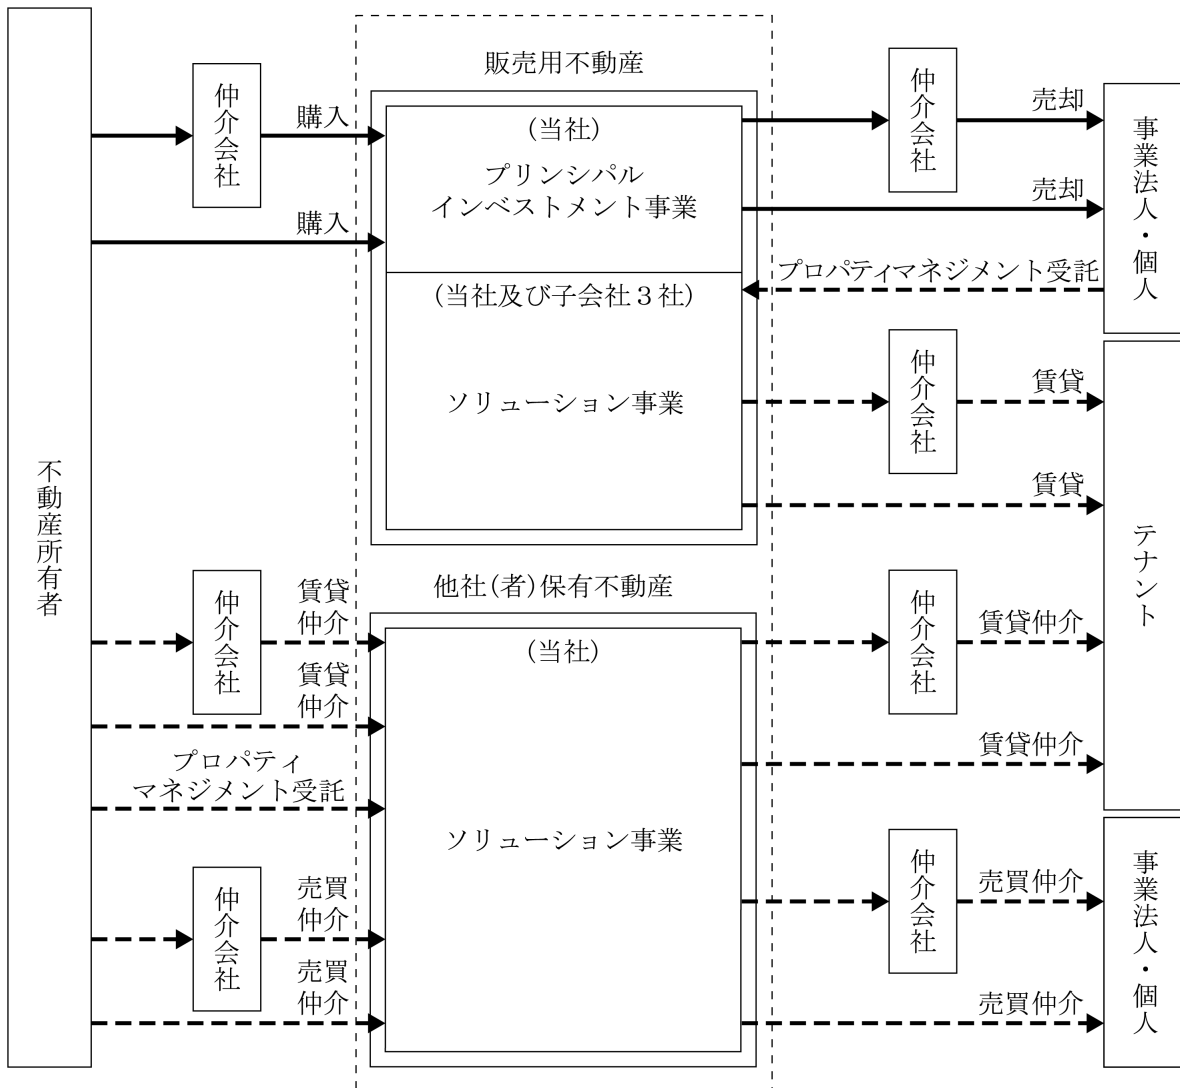 不動産所有者
仲介会社
購入
購入
販売用不動産
(当社)
プリンシパル
インベストメント事業
(当社及び子会社3社)
ソリューション事業
仲介会社
売却
売却
プロパティマネジメント受託
事業法人・個人
仲介会社
賃貸
賃貸
テナント
他社(者)保有不動産
(当社)
ソリューション事業
仲介会社
賃貸
仲介
賃貸
仲介
プロパティ
マネジメント受託
仲介会社
売買
仲介
売買
仲介
仲介会社
賃貸仲介
賃貸仲介
仲介会社
売買仲介
売買仲介
事業法人・個人